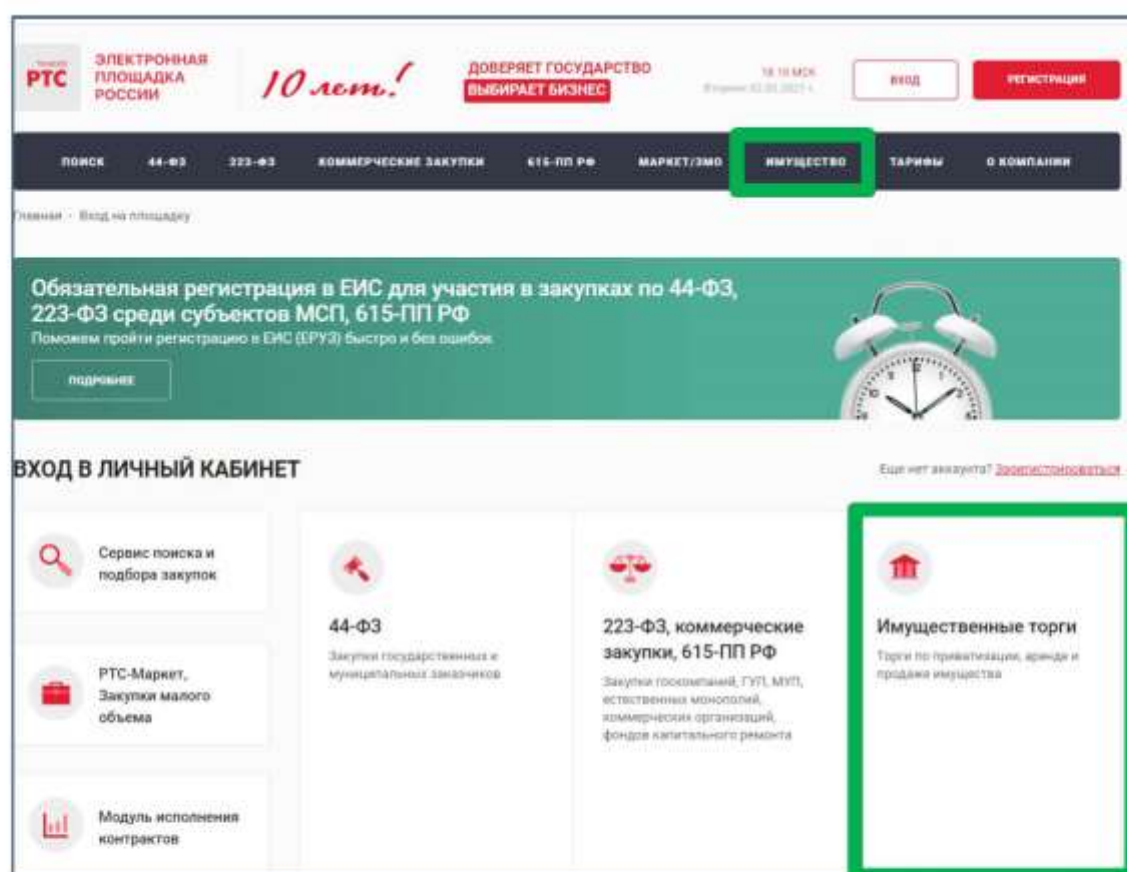 РТС
ЭЛЕКТРОННАЯ
ПЛОЩАДКА
РОССИИ
10 лет!
ДОВЕРЯЕТ ГОСУДАРСТВО
ВЫБИРАЕТ БИЗНЕС
МСК
ВХОД
РЕГИСТРАЦИЯ
ПОИСК 44-ФЗ 223-ФЗ КОММЕРЧЕСКИЕ ЗАКУПКИ 615-ПП РФ МАРКЕТ/ЗМО ИМУЩЕСТВО ТАРИФЫ О КОМПАНИИ
Главная - Вход на площадку
Обязательная регистрация в ЕИС для участия в закупках по 44-ФЗ,
223-ФЗ среди субъектов МСП, 615-ПП РФ
Поможем пройти регистрацию в ЕИС (ЕРУЗ) быстро и без ошибок
ПОДРОБНЕЕ
ВХОД В ЛИЧНЫЙ КАБИНЕТ
Еще нет аккаунта? Зарегистрироваться
Сервис поиска и
подбора закупок
РТС-Маркет,
Закупки малого
объема
Модуль исполнения
контрактов
44-ФЗ
Закупки государственных и
муниципальных заказчиков
223-ФЗ, коммерческие
закупки, 615-ПП РФ
Закупки госкомпаний, ГУП, МУП,
естественных монополий,
коммерческих организаций,
фондов капитального ремонта
Имущественные торги
Торги по приватизации, аренде и
продаже имущества